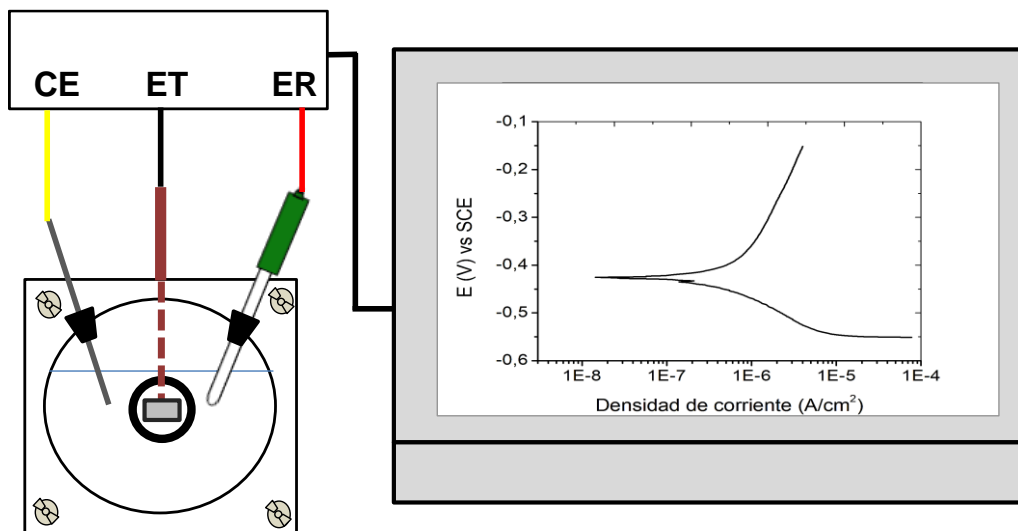 CE ET ER
-0,1
-0,2
-0,3
-0,4
-0,5
-0,6
E (V) vs SCE
1E-8 1E-7 1E-6 1E-5 1E-4
Densidad de corriente (A/cm²)